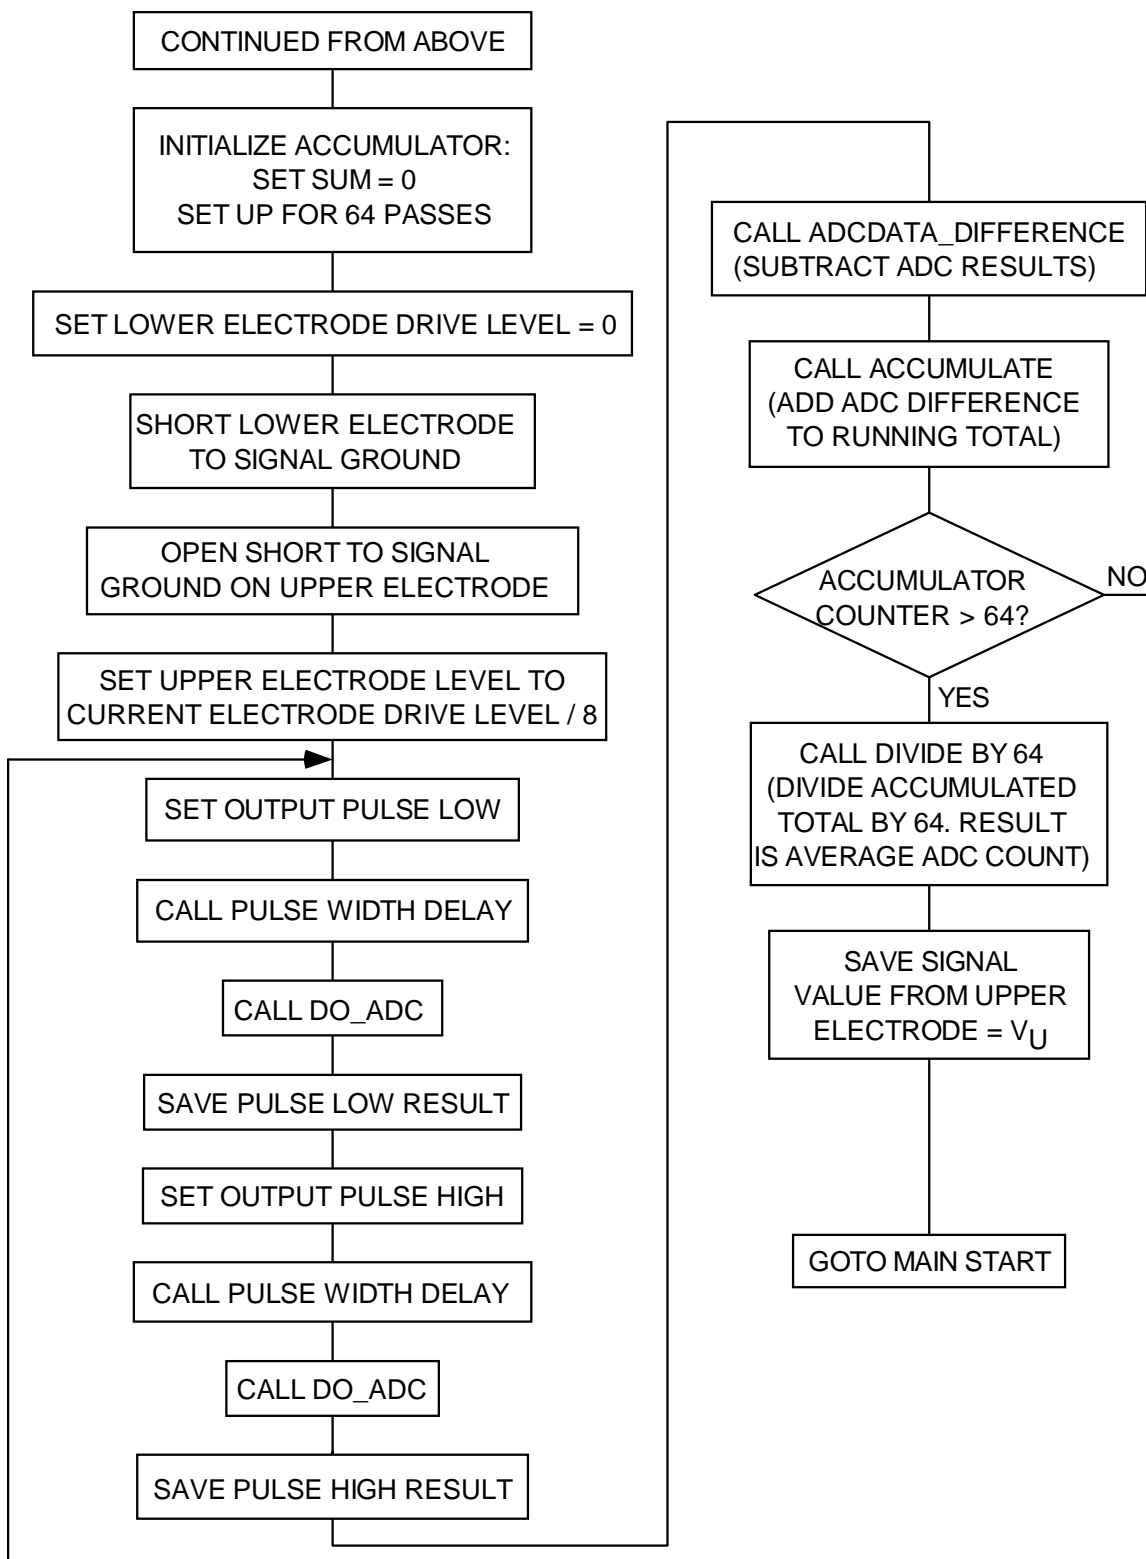 CONTINUED FROM ABOVE
INITIALIZE ACCUMULATOR:
SET SUM = 0
SET UP FOR 64 PASSES
SET LOWER ELECTRODE DRIVE LEVEL = 0
SHORT LOWER ELECTRODE
TO SIGNAL GROUND
OPEN SHORT TO SIGNAL
GROUND ON UPPER ELECTRODE
SET UPPER ELECTRODE LEVEL TO
CURRENT ELECTRODE DRIVE LEVEL / 8
SET OUTPUT PULSE LOW
CALL PULSE WIDTH DELAY
CALL DO_ADC
SAVE PULSE LOW RESULT
SET OUTPUT PULSE HIGH
CALL PULSE WIDTH DELAY
CALL DO_ADC
SAVE PULSE HIGH RESULT
CALL ADCDATA_DIFFERENCE
(SUBTRACT ADC RESULTS)
CALL ACCUMULATE
(ADD ADC DIFFERENCE
TO RUNNING TOTAL)
ACCUMULATOR
COUNTER > 64?
NO
YES
CALL DIVIDE BY 64
(DIVIDE ACCUMULATED
TOTAL BY 64. RESULT
IS AVERAGE ADC COUNT)
SAVE SIGNAL
VALUE FROM UPPER
ELECTRODE = VU
GOTO MAIN START